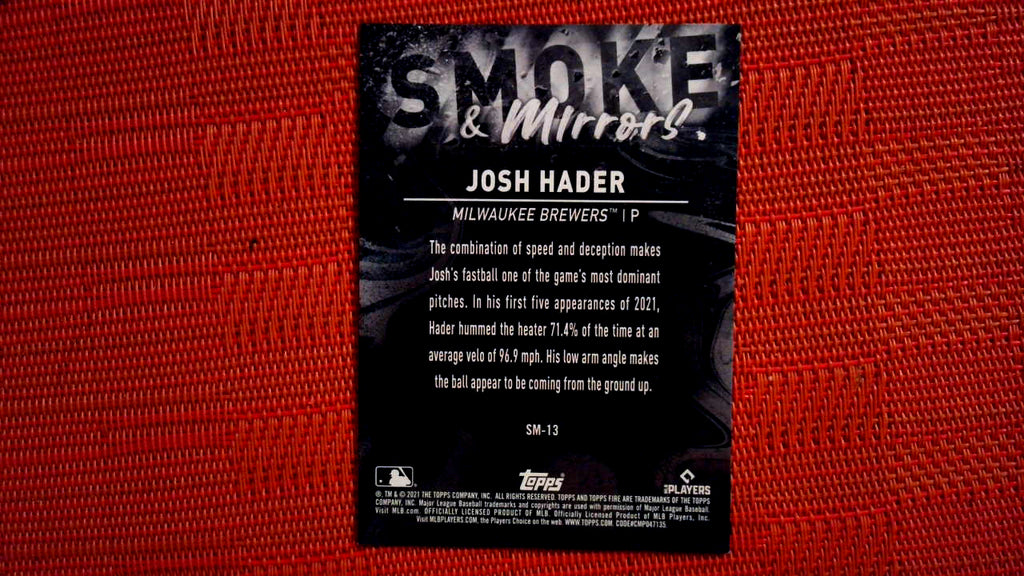 SMOKE
& Mirrors.
JOSH HADER
MILWAUKEE BREWERS™ | P
The combination of speed and deception makes
Josh's fastball one of the game's most dominant
pitches. In his first five appearances of 2021,
Hader hummed the heater 71.4% of the time at an
average velo of 96.9 mph. His low arm angle makes
the ball appear to be coming from the ground up.
SM-13
Topps®
MLB PLAYERS
®, TM & © 2021 THE TOPPS COMPANY, INC. ALL RIGHTS RESERVED. TOPPS AND TOPPS FIRE ARE TRADEMARKS OF THE TOPPS
COMPANY, INC. Major League Baseball trademarks and copyrights are used with permission of Major League Baseball.
Visit MLB.com. OFFICIALLY LICENSED PRODUCT OF MLB. Officially Licensed Product of MLB Players, Inc.
Visit MLBPLAYERS.COM, the Players Choice on the web. WWW.TOPPS.COM. CODE#CMP047135.